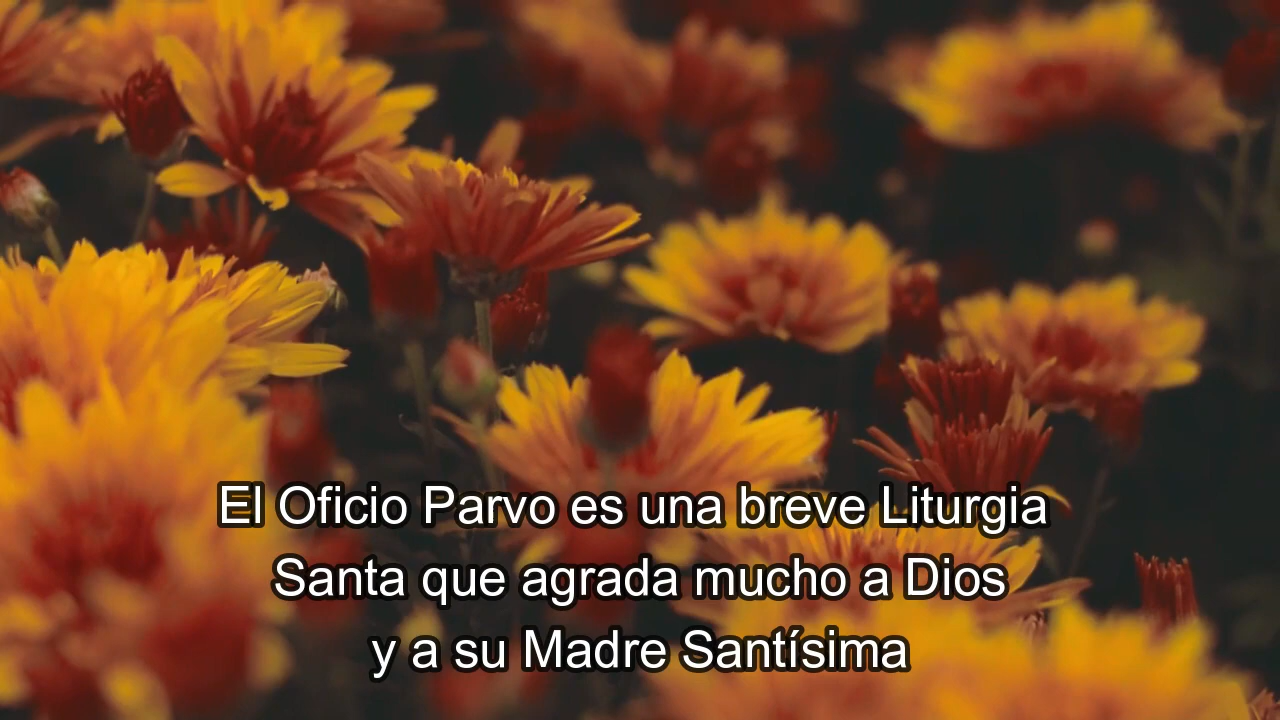 El Oficio Parvo es una breve Liturgia
Santa que agrada mucho a Dios
y a su Madre Santísima